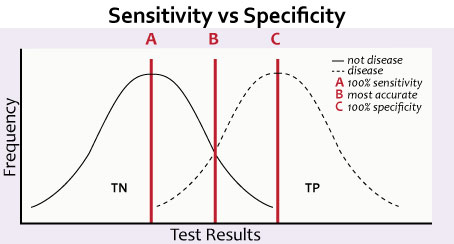 Sensitivity vs Specificity
A B C
not disease
disease
A 100% sensitivity
B most accurate
C 100% specificity
Frequency
TN TP
Test Results